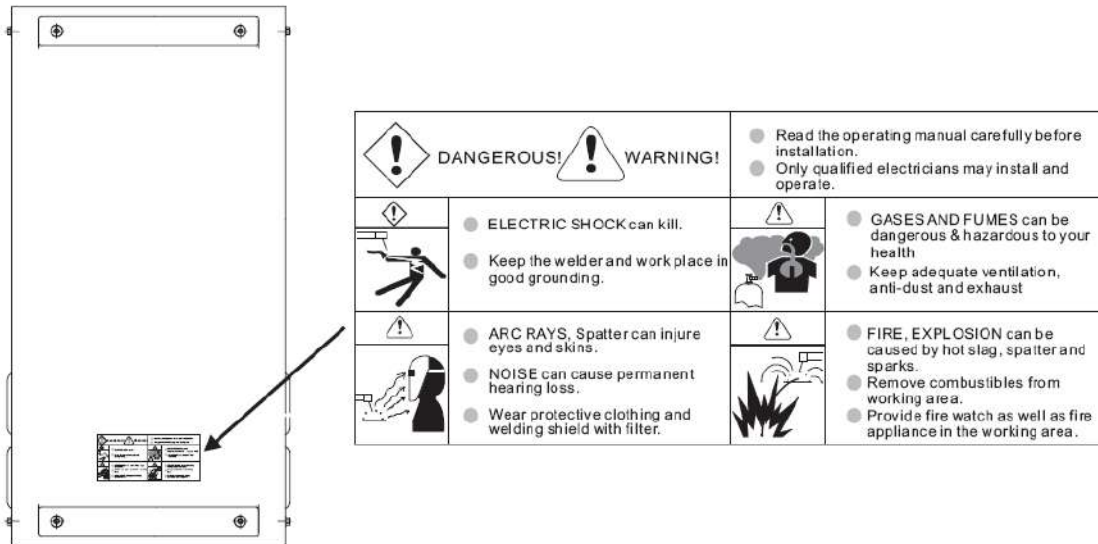 DANGEROUS! WARNING!
Read the operating manual carefully before
installation.
Only qualified electricians may install and
operate.
ELECTRIC SHOCK can kill.
Keep the welder and work place in
good grounding.
GASES AND FUMES can be
dangerous & hazardous to your
health
Keep adequate ventilation,
anti-dust and exhaust
ARC RAYS, Spatter can injure
eyes and skins.
NOISE can cause permanent
hearing loss.
Wear protective clothing and
welding shield with filter.
FIRE, EXPLOSION can be
caused by hot slag, spatter and
sparks.
Remove combustibles from
working area.
Provide fire watch as well as fire
appliance in the working area.